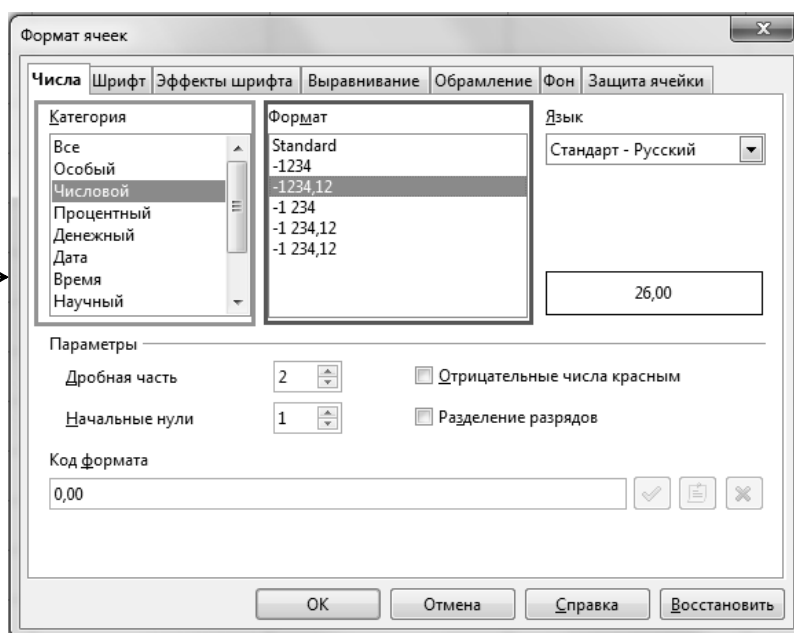 Формат ячеек
x
Числа Шрифт Эффекты шрифта Выравнивание Обрамление Фон Защита ячейки
Категория
Все
Особый
Числовой
Процентный
Денежный
Дата
Время
Научный
Формат
Standard
-1234
-1234,12
-1 234
-1 234,12
-1 234,12
Язык
Стандарт - Русский
26,00
Параметры
Дробная часть 2
Отрицательные числа красным
Начальные нули 1
Разделение разрядов
Код формата
0,00
OK Отмена Справка Восстановить